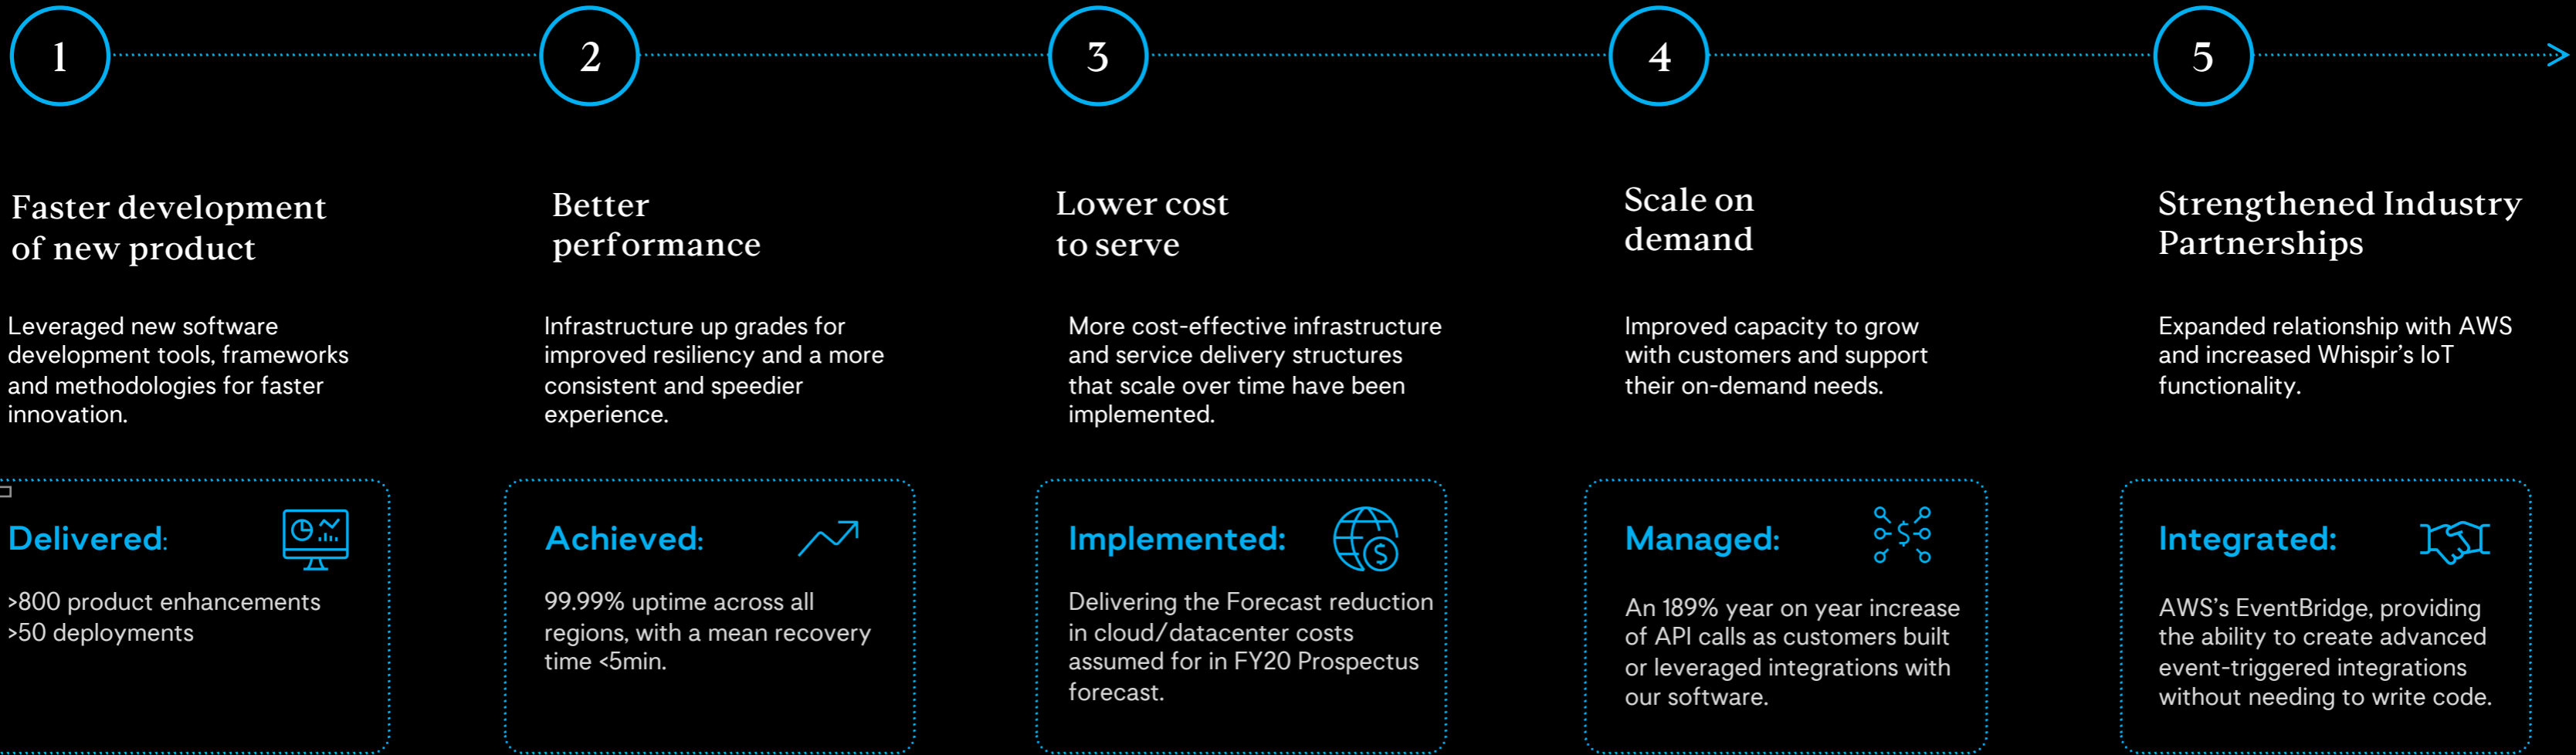 1
2
3
4
5
Faster development
of new product
Leveraged new software
development tools, frameworks
and methodologies for faster
innovation.
Delivered:
>800 product enhancements
>50 deployments
Better
performance
Infrastructure up grades for
improved resiliency and a more
consistent and speedier
experience.
Achieved:
99.99% uptime across all
regions, with a mean recovery
time <5min.
Lower cost
to serve
More cost-effective infrastructure
and service delivery structures
that scale over time have been
implemented.
Implemented:
Delivering the Forecast reduction
in cloud/datacenter costs
assumed for in FY20 Prospectus
forecast.
Scale on
demand
Improved capacity to grow
with customers and support
their on-demand needs.
Managed:
An 189% year on year increase
of API calls as customers built
or leveraged integrations with
our software.
Strengthened Industry
Partnerships
Expanded relationship with AWS
and increased Whispir's IoT
functionality.
Integrated:
AWS's EventBridge, providing
the ability to create advanced
event-triggered integrations
without needing to write code.